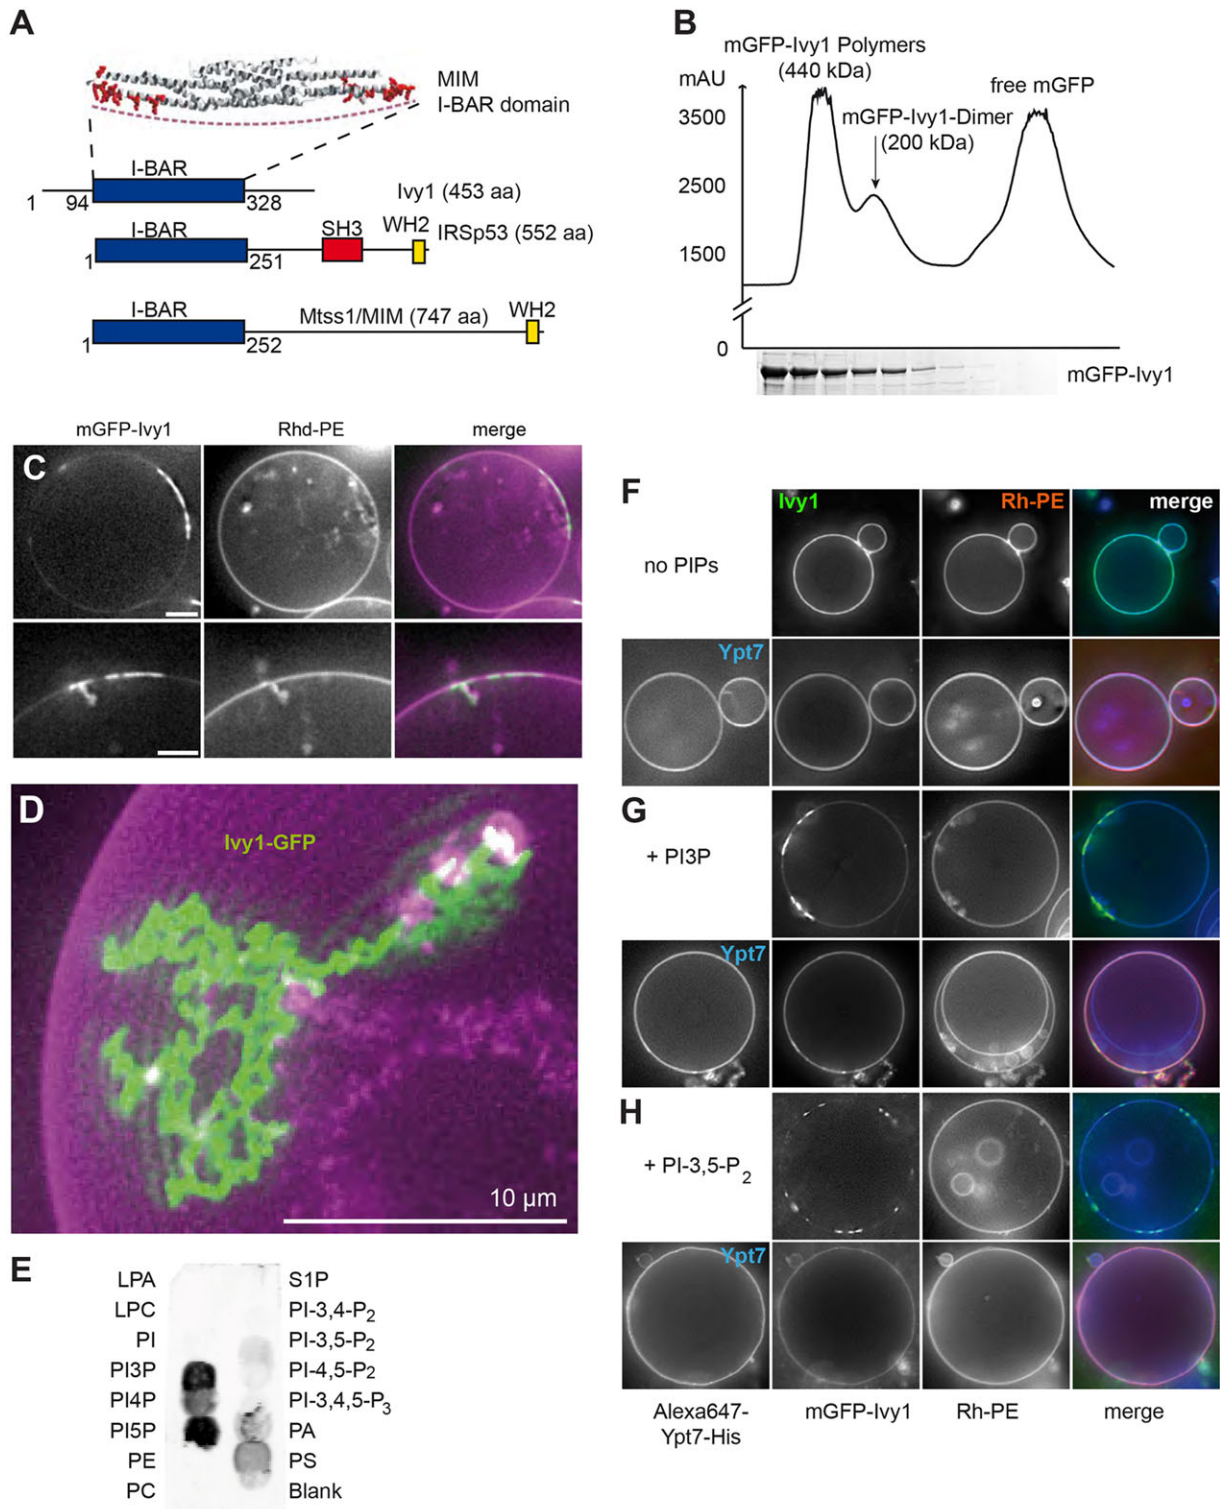 A
MIM
I-BAR domain
I-BAR
1
94
328
Ivy1 (453 aa)
I-BAR
SH3
WH2
IRSp53 (552 aa)
1
251
I-BAR
Mtss1/MIM (747 aa)
WH2
1
252
B
mGFP-Ivy1 Polymers
(440 kDa)
mAU
free mGFP
3500
mGFP-Ivy1-Dimer
(200 kDa)
2500
1500
0
mGFP-Ivy1
mGFP-Ivy1
Rhd-PE
merge
C
D
Ivy1-GFP
10 µm
E
LPA
S1P
LPC
PI-3,4-P2
PI
PI-3,5-P2
PI3P
PI-4,5-P2
PI4P
PI-3,4,5-P3
PI5P
PA
PE
PS
PC
Blank
F
Ivy1
Rh-PE
merge
no PIPs
Ypt7
G
+ PI3P
Ypt7
H
+ PI-3,5-P2
Ypt7
Alexa647-
Ypt7-His
mGFP-Ivy1
Rh-PE
merge